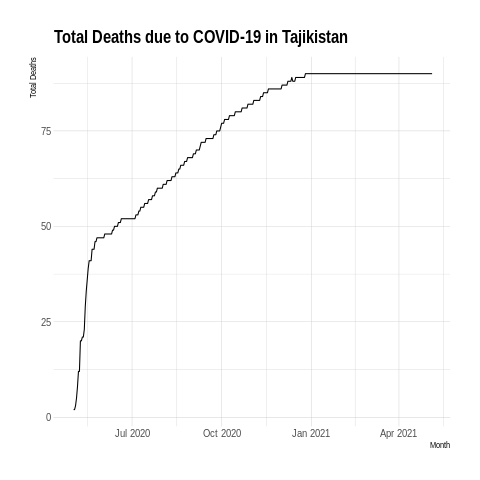 Total Deaths due to COVID-19 in Tajikistan
Total Deaths
75
50
25
0
Jul 2020 Oct 2020 Jan 2021 Apr 2021
Month